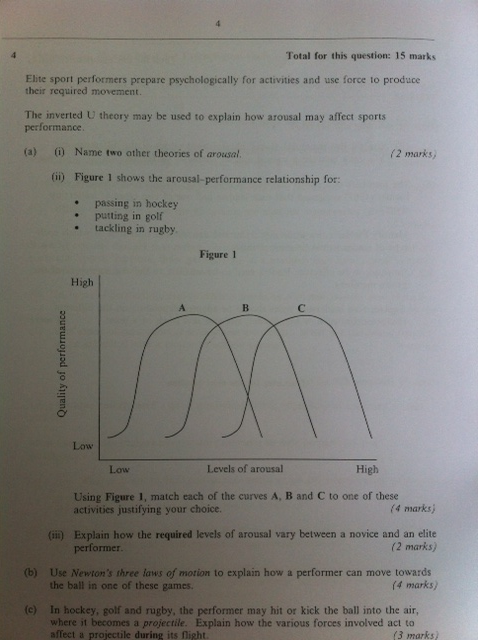 4
4 Total for this question: 15 marks
Elite sport performers prepare psychologically for activities and use force to produce
their required movement.
The inverted U theory may be used to explain how arousal may affect sports
performance.
(a) (i) Name two other theories of arousal. (2 marks)
(ii) Figure 1 shows the arousal–performance relationship for:
• passing in hockey
• putting in golf
• tackling in rugby.
Figure 1
High
A B C
Quality of performance
Low
Low Levels of arousal High
Using Figure 1, match each of the curves A, B and C to one of these
activities justifying your choice. (4 marks)
(iii) Explain how the required levels of arousal vary between a novice and an elite
performer. (2 marks)
(b) Use Newton's three laws of motion to explain how a performer can move towards
the ball in one of these games. (4 marks)
(c) In hockey, golf and rugby, the performer may hit or kick the ball into the air,
where it becomes a projectile. Explain how the various forces involved act to
affect a projectile during its flight. (3 marks)